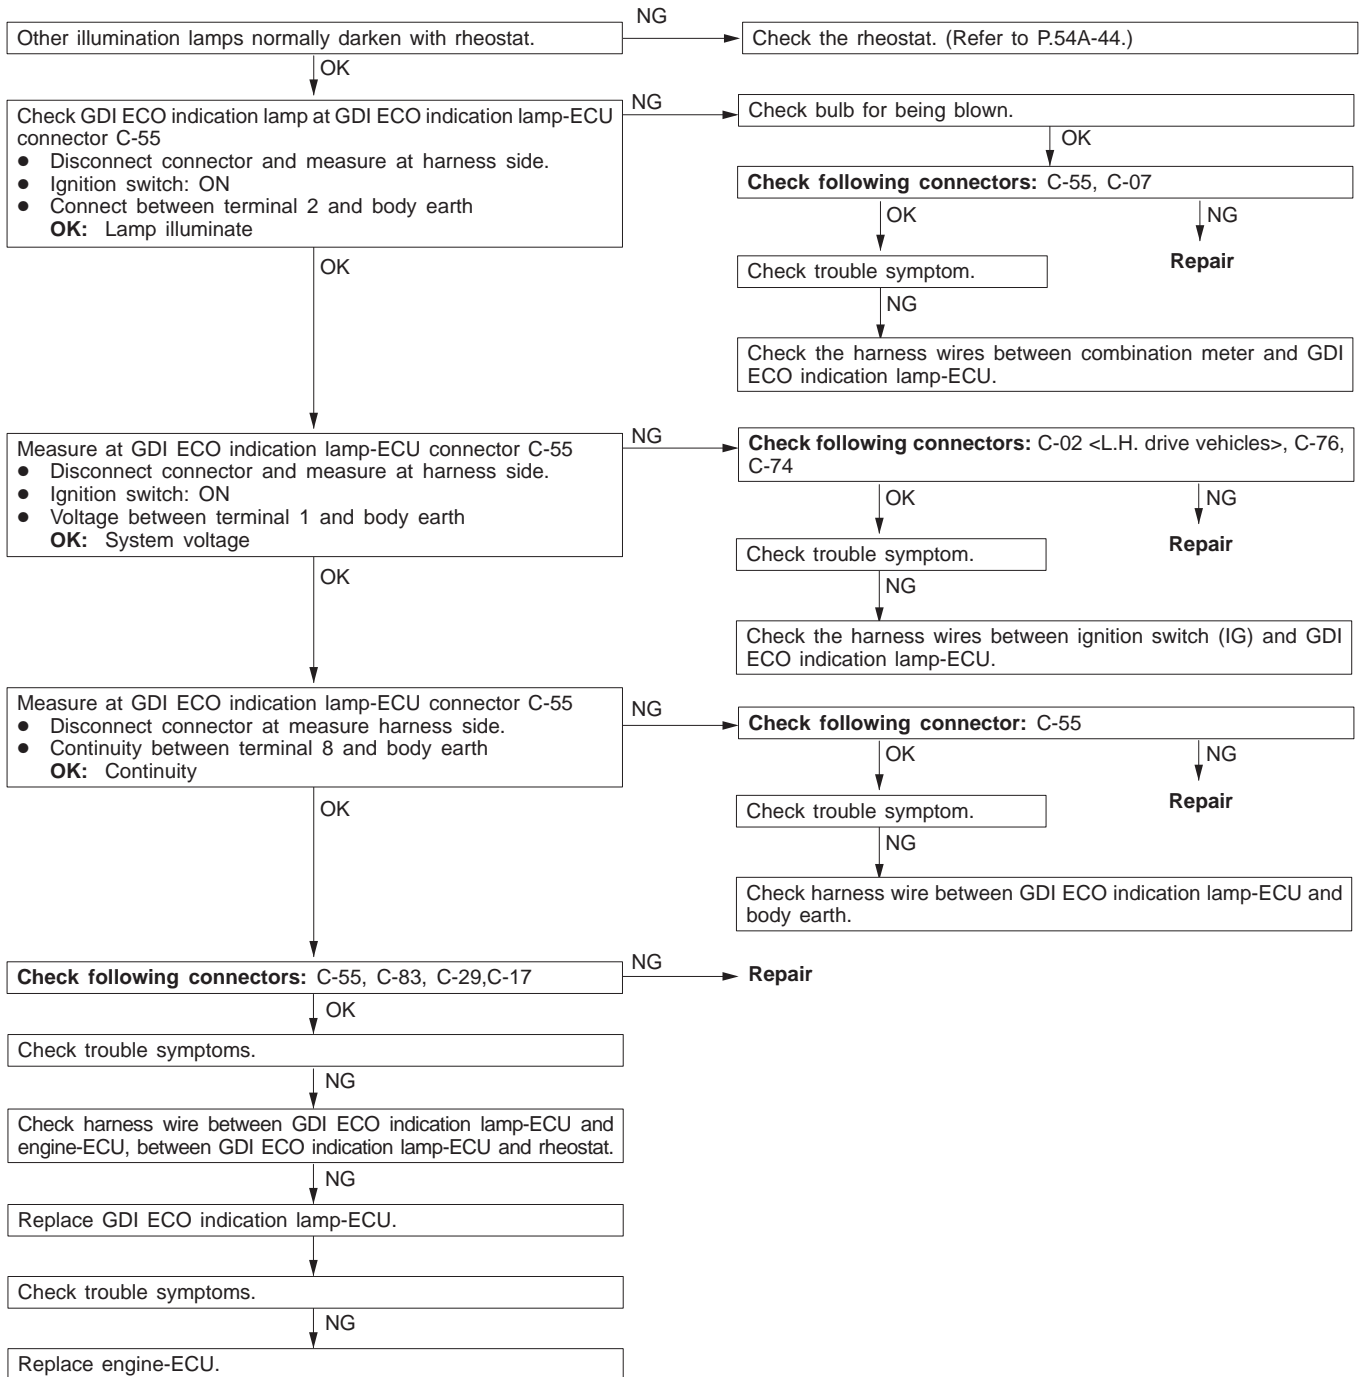 Other illumination lamps normally darken with rheostat.
NG
Check the rheostat. (Refer to P.54A-44.)
OK
Check GDI ECO indication lamp at GDI ECO indication lamp-ECU
connector C-55
● Disconnect connector and measure at harness side.
● Ignition switch: ON
● Connect between terminal 2 and body earth
OK: Lamp illuminate
NG
Check bulb for being blown.
OK
Check following connectors: C-55, C-07
OK
NG
Repair
Check trouble symptom.
NG
Check the harness wires between combination meter and GDI
ECO indication lamp-ECU.
OK
Measure at GDI ECO indication lamp-ECU connector C-55
● Disconnect connector and measure at harness side.
● Ignition switch: ON
● Voltage between terminal 1 and body earth
OK: System voltage
NG
Check following connectors: C-02 <L.H. drive vehicles>, C-76,
C-74
OK
NG
Repair
Check trouble symptom.
NG
Check the harness wires between ignition switch (IG) and GDI
ECO indication lamp-ECU.
OK
Measure at GDI ECO indication lamp-ECU connector C-55
● Disconnect connector at measure harness side.
● Continuity between terminal 8 and body earth
OK: Continuity
NG
Check following connector: C-55
OK
NG
Repair
Check trouble symptom.
NG
Check harness wire between GDI ECO indication lamp-ECU and
body earth.
OK
Check following connectors: C-55, C-83, C-29,C-17
NG
Repair
OK
Check trouble symptoms.
NG
Check harness wire between GDI ECO indication lamp-ECU and
engine-ECU, between GDI ECO indication lamp-ECU and rheostat.
NG
Replace GDI ECO indication lamp-ECU.
Check trouble symptoms.
NG
Replace engine-ECU.